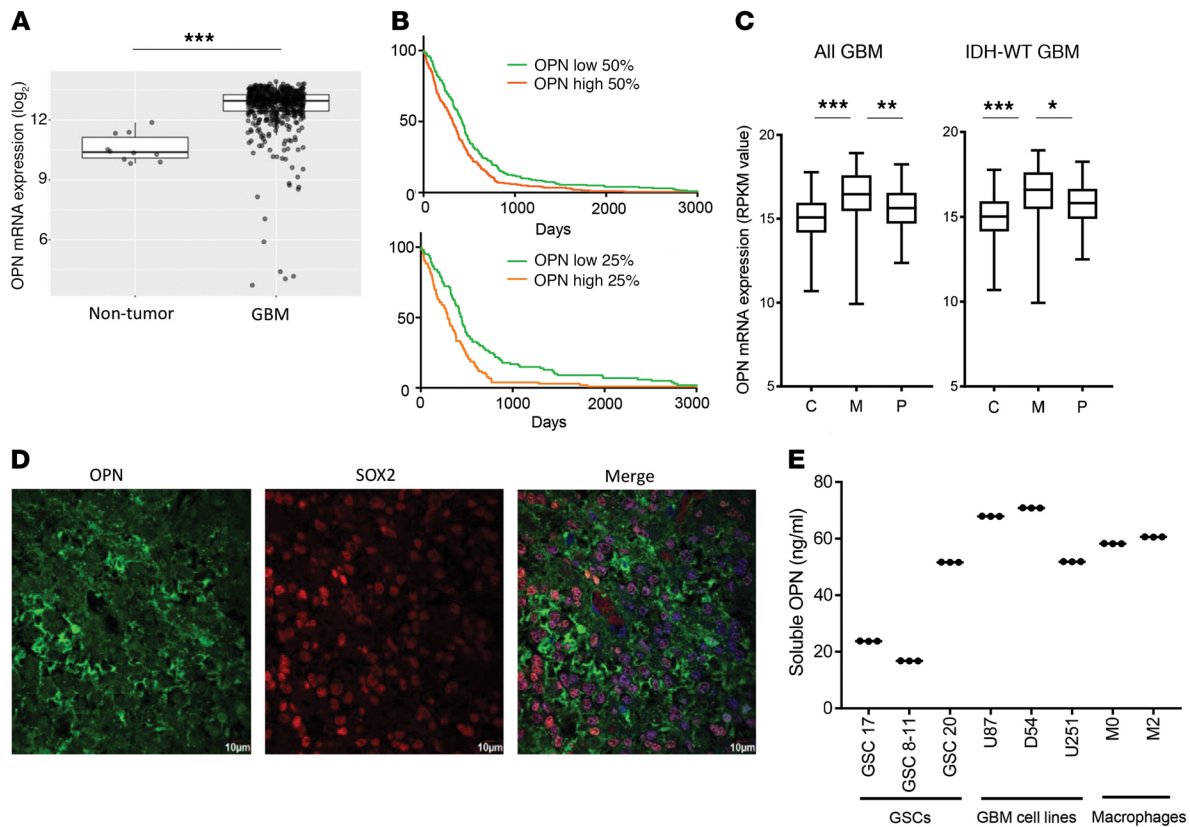 A
***
OPN mRNA expression (log2)
12
9
6
Non-tumor
GBM
B
100
50
0
OPN low 50%
OPN high 50%
0
1000
2000
3000
Days
100
50
0
OPN low 25%
OPN high 25%
0
1000
2000
3000
Days
C
All GBM
IDH-WT GBM
***
**
***
*
OPN mRNA expression (RPKM value)
20
15
10
5
C
M
P
20
15
10
5
C
M
P
D
OPN
SOX2
Merge
10μm
10μm
10μm
E
Soluble OPN (ng/ml)
80
60
40
20
0
GSC 17
GSC 8-11
GSC 20
U87
D54
U251
M0
M2
GSCs
GBM cell lines
Macrophages